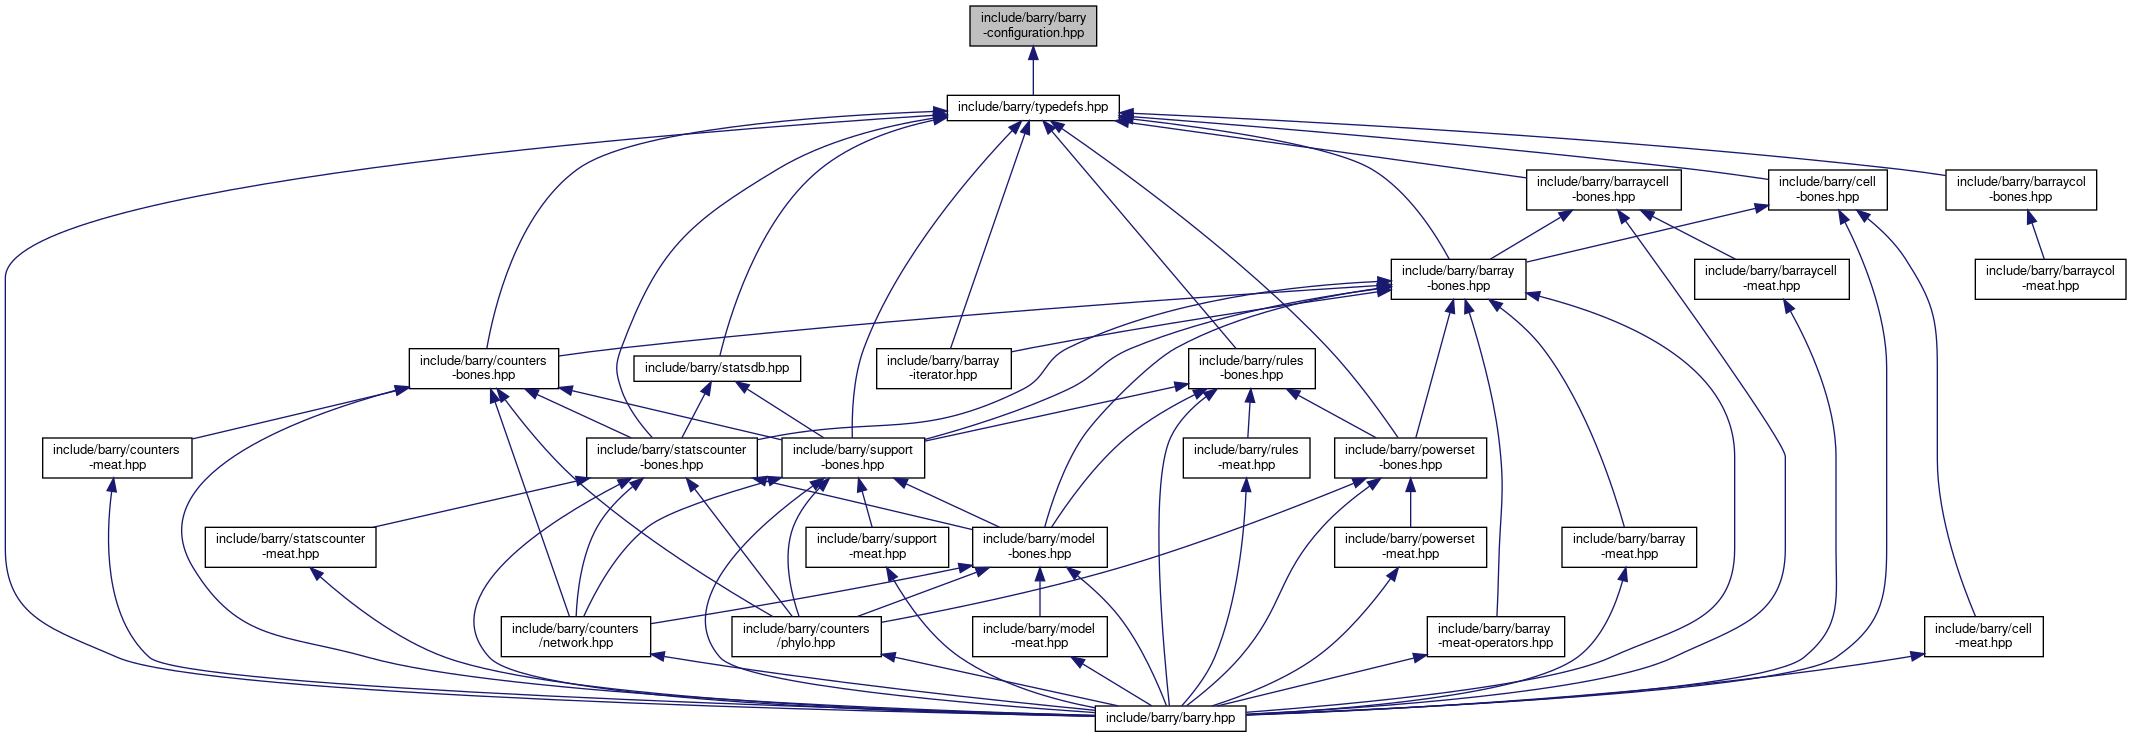 include/barry/barry
-configuration.hpp
include/barry/typedefs.hpp
include/barry/barraycell
-bones.hpp
include/barry/cell
-bones.hpp
include/barry/barraycol
-bones.hpp
include/barry/barray
-bones.hpp
include/barry/barraycell
-meat.hpp
include/barry/barraycol
-meat.hpp
include/barry/counters
-bones.hpp
include/barry/statsdb.hpp
include/barry/barray
-iterator.hpp
include/barry/rules
-bones.hpp
include/barry/counters
-meat.hpp
include/barry/statscounter
-bones.hpp
include/barry/support
-bones.hpp
include/barry/rules
-meat.hpp
include/barry/powerset
-bones.hpp
include/barry/statscounter
-meat.hpp
include/barry/support
-meat.hpp
include/barry/model
-bones.hpp
include/barry/powerset
-meat.hpp
include/barry/barray
-meat.hpp
include/barry/counters
/network.hpp
include/barry/counters
/phylo.hpp
include/barry/model
-meat.hpp
include/barry/barray
-meat-operators.hpp
include/barry/cell
-meat.hpp
include/barry/barry.hpp